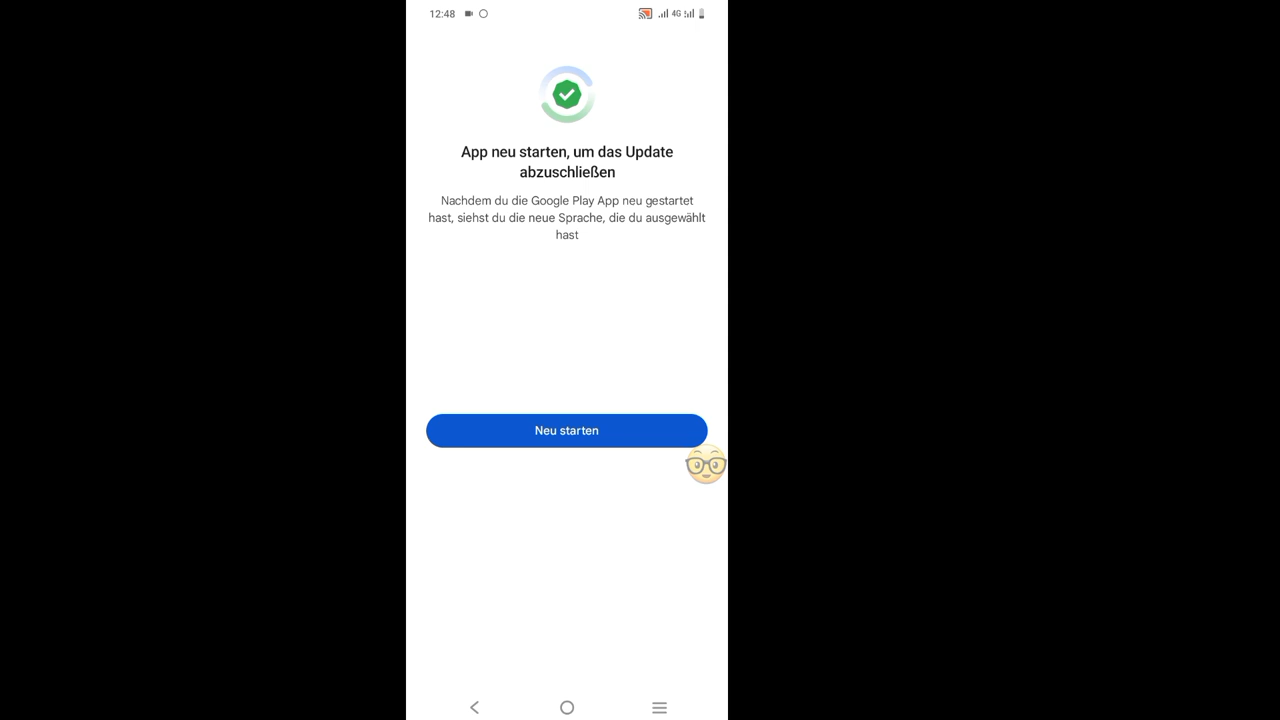 12:48
4G
App neu starten, um das Update
abzuschließen
Nachdem du die Google Play App neu gestartet
hast, siehst du die neue Sprache, die du ausgewählt
hast
Neu starten